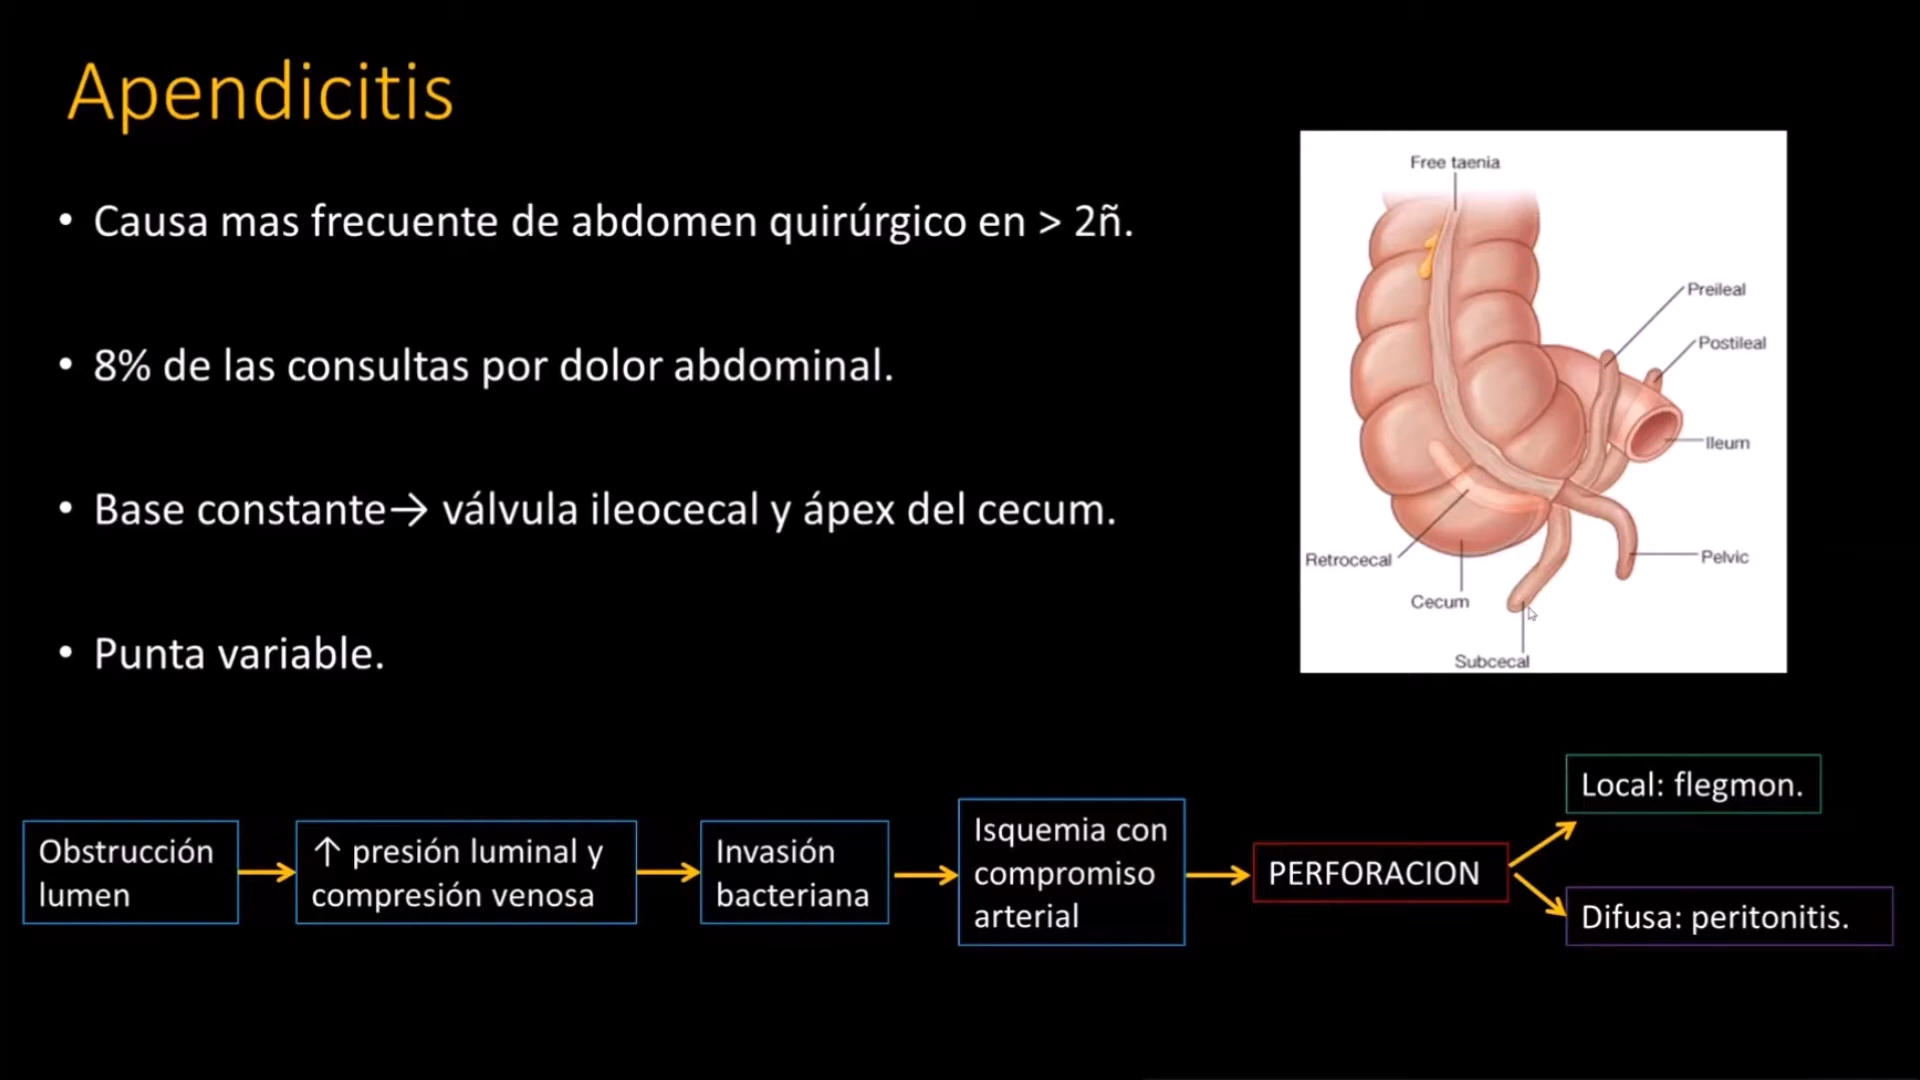 Apendicitis
• Causa mas frecuente de abdomen quirúrgico en > 2ñ.
• 8% de las consultas por dolor abdominal.
• Base constante→ válvula ileocecal y ápex del cecum.
• Punta variable.
Free taenia
Preileal
Postileal
Ileum
Retrocecal
Pelvic
Cecum
Subcecal
Obstrucción
lumen
↑ presión luminal y
compresión venosa
Invasión
bacteriana
Isquemia con
compromiso
arterial
PERFORACION
Local: flegmon.
Difusa: peritonitis.